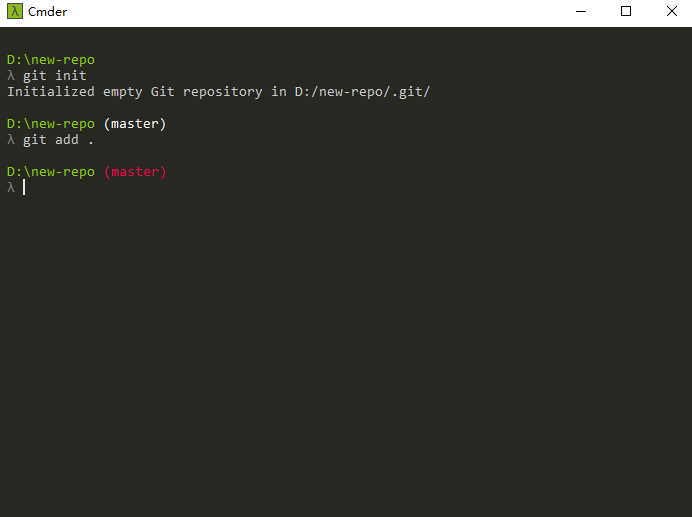 λ Cmder
D:\new-repo
λ git init
Initialized empty Git repository in D:/new-repo/.git/
D:\new-repo (master)
λ git add .
D:\new-repo (master)
λ